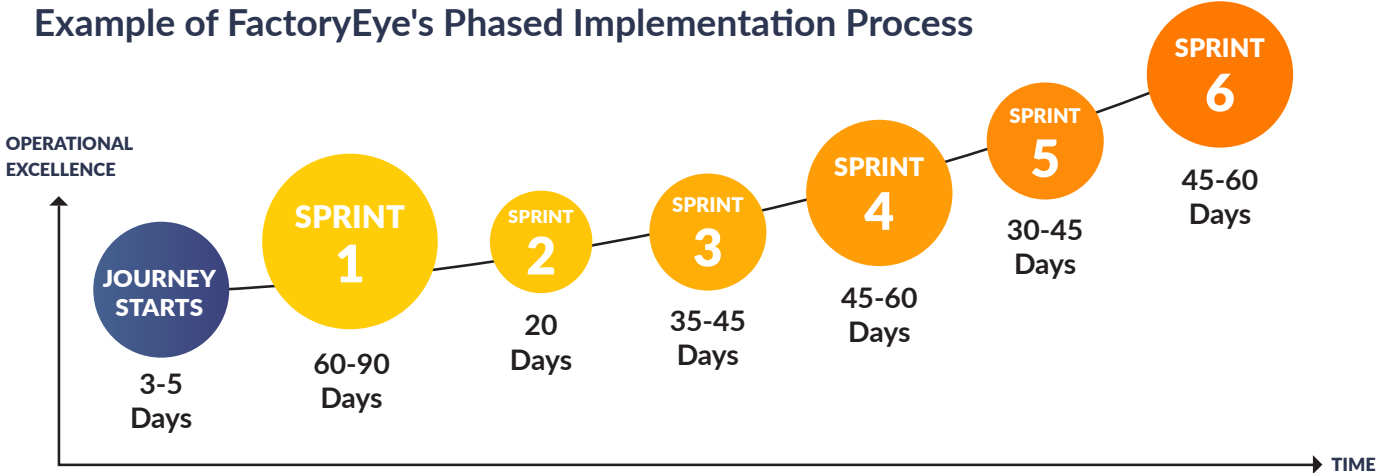 Example of FactoryEye's Phased Implementation Process
OPERATIONAL
EXCELLENCE
JOURNEY
STARTS
3-5
Days
SPRINT
1
60-90
Days
SPRINT
2
20
Days
SPRINT
3
35-45
Days
SPRINT
4
45-60
Days
SPRINT
5
30-45
Days
SPRINT
6
45-60
Days
TIME